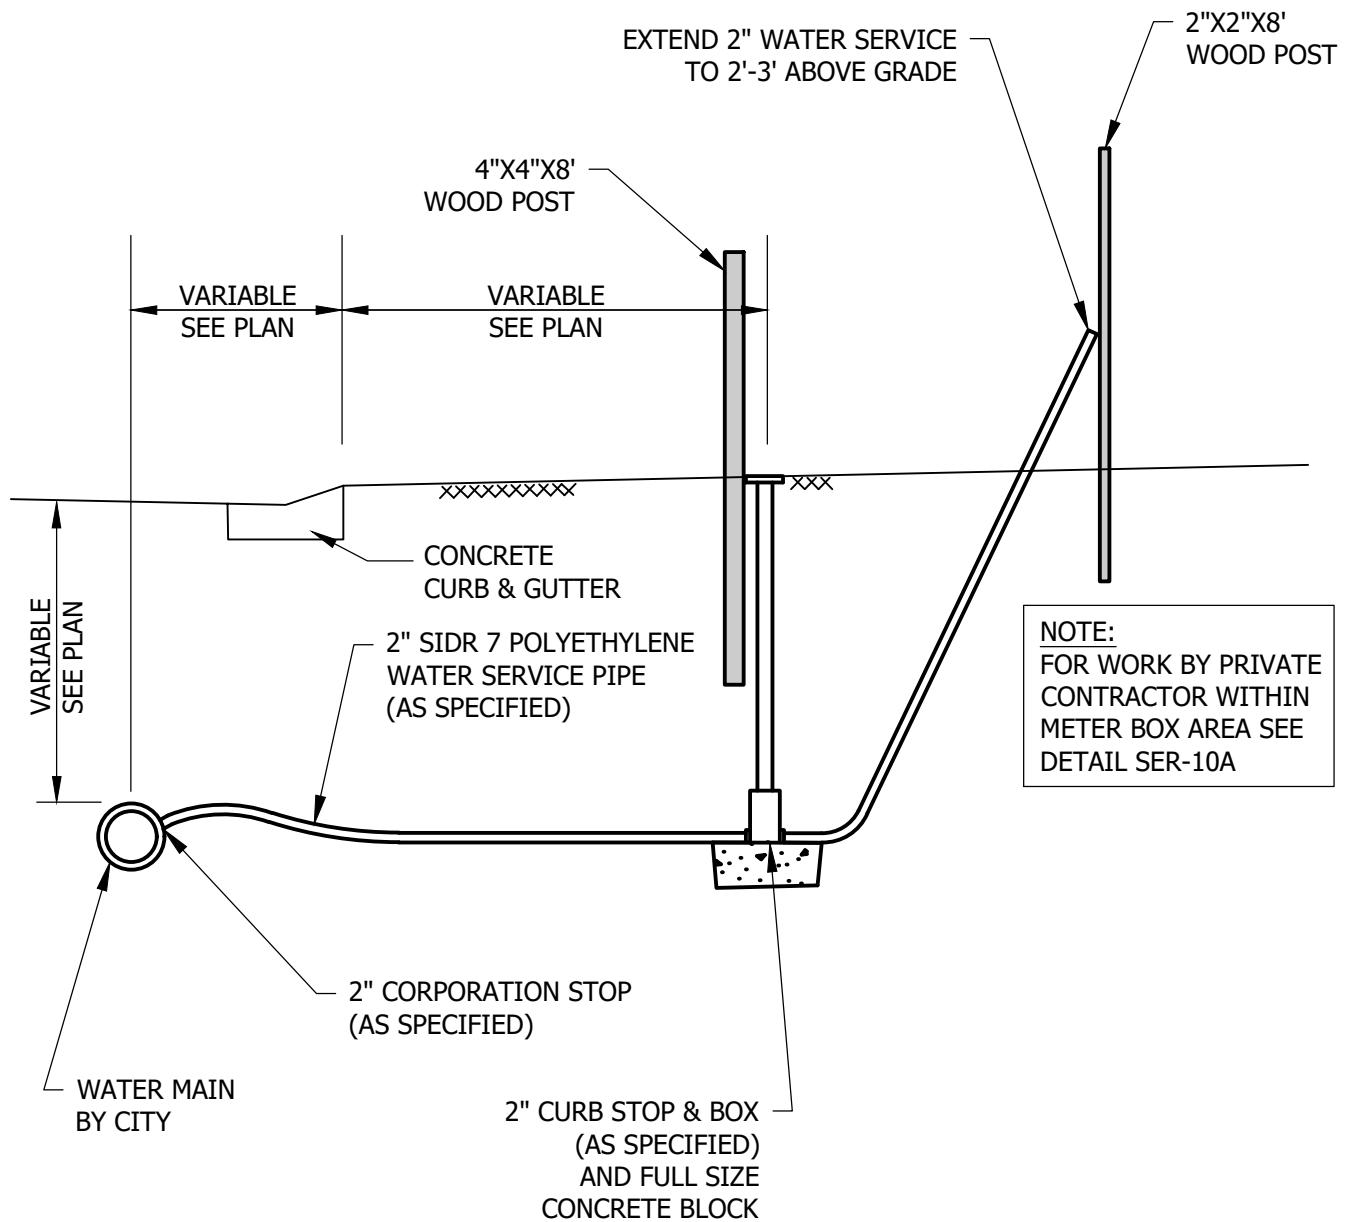 2"X2"X8'
WOOD POST
EXTEND 2" WATER SERVICE
TO 2'-3' ABOVE GRADE
4"X4"X8'
WOOD POST
VARIABLE
SEE PLAN
VARIABLE
SEE PLAN
CONCRETE
CURB & GUTTER
VARIABLE
SEE PLAN
2" SIDR 7 POLYETHYLENE
WATER SERVICE PIPE
(AS SPECIFIED)
NOTE:
FOR WORK BY PRIVATE
CONTRACTOR WITHIN
METER BOX AREA SEE
DETAIL SER-10A
2" CORPORATION STOP
(AS SPECIFIED)
WATER MAIN
BY CITY
2" CURB STOP & BOX
(AS SPECIFIED)
AND FULL SIZE
CONCRETE BLOCK